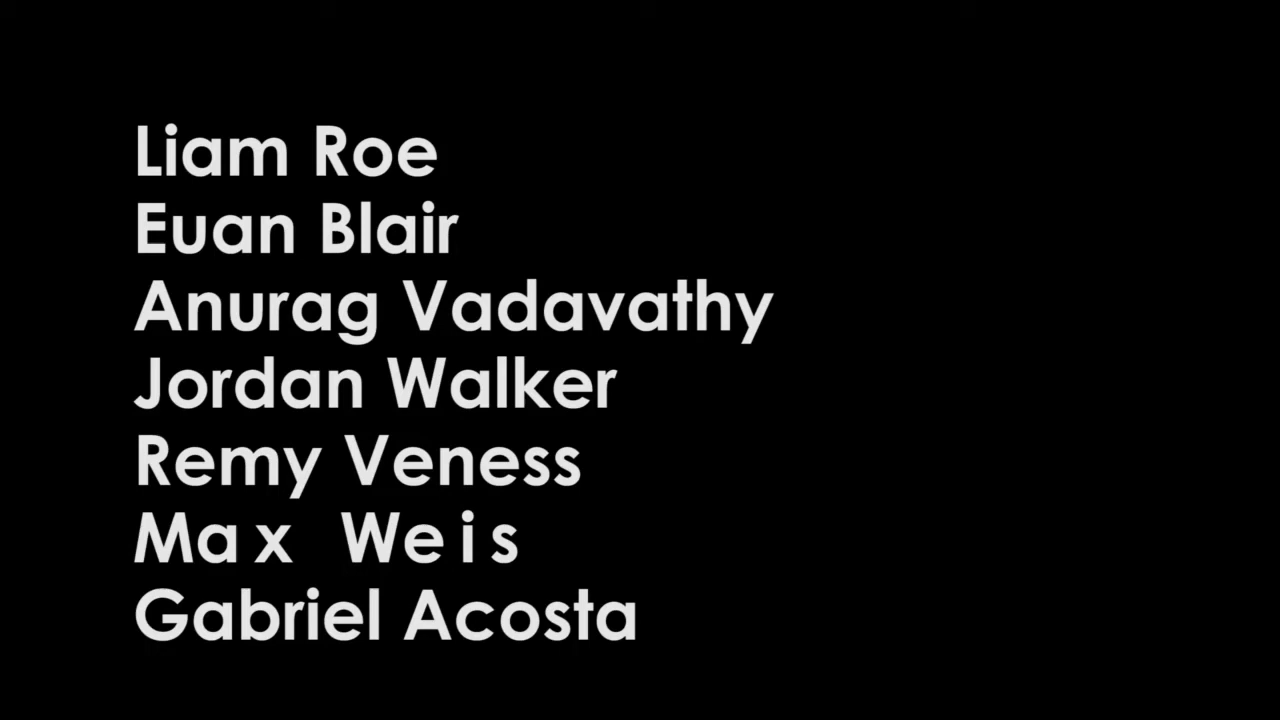 Liam Roe
Euan Blair
Anurag Vadavathy
Jordan Walker
Remy Veness
Max Weis
Gabriel Acosta